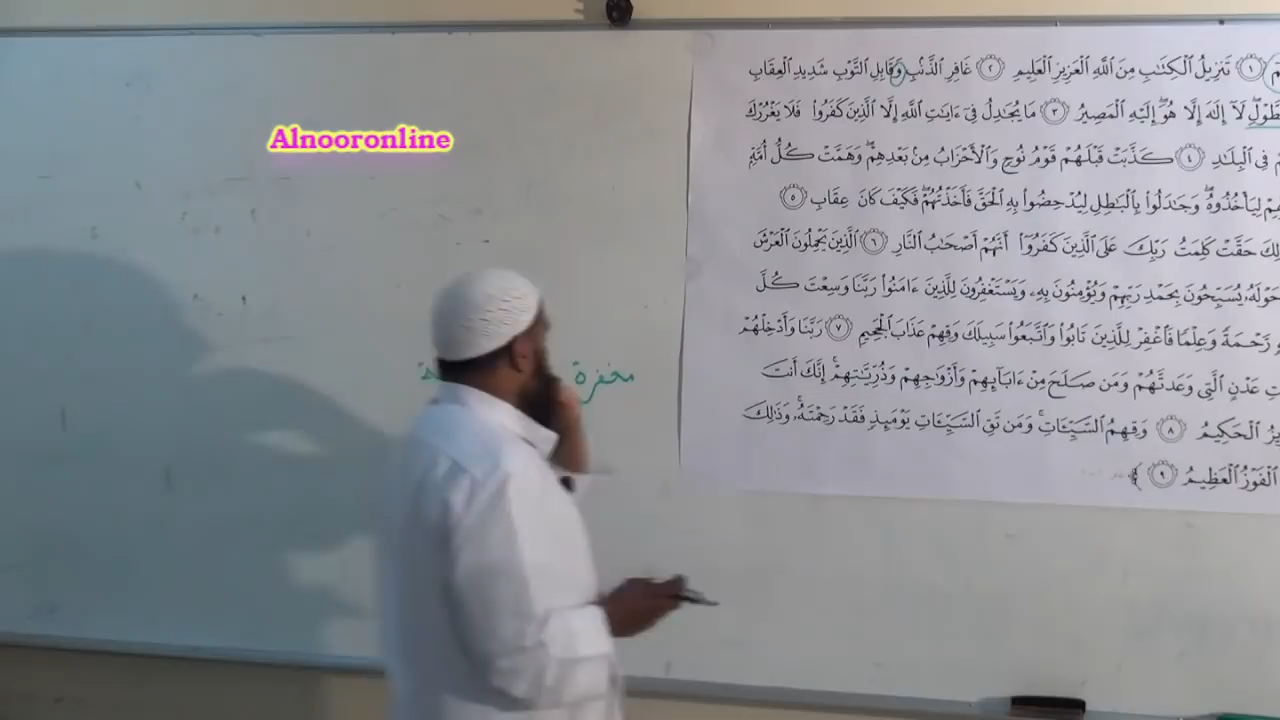 Alnooronline
١ تَنزِيلُ ٱلْكِتَٰبِ مِنَ ٱللَّهِ ٱلْعَزِيزِ ٱلْعَلِيمِ ٢ غَافِرِ ٱلذَّنۢبِ وَقَابِلِ ٱلتَّوْبِ شَدِيدِ ٱلْعِقَابِ
ٱلطَّوْلِ لَآ إِلَٰهَ إِلَّا هُوَ إِلَيْهِ ٱلْمَصِيرُ ٣ مَا يُجَٰدِلُ فِىٓ ءَايَٰتِ ٱللَّهِ إِلَّا ٱلَّذِينَ كَفَرُوا۟ فَلَا يَغْرُرْكَ
فِى ٱلْبِلَٰدِ ٤ كَذَّبَتْ قَبْلَهُمْ قَوْمُ نُوحٍ وَٱلْأَحْزَابُ مِنۢ بَعْدِهِمْ وَهَمَّتْ كُلُّ أُمَّةٍۭ
لِيَأْخُذُوهُ وَجَٰدَلُوا۟ بِٱلْبَٰطِلِ لِيُدْحِضُوا۟ بِهِ ٱلْحَقَّ فَأَخَذْتُهُمْ فَكَيْفَ كَانَ عِقَابِ ٥
حَقَّتْ كَلِمَتُ رَبِّكَ عَلَى ٱلَّذِينَ كَفَرُوٓا۟ أَنَّهُمْ أَصْحَٰبُ ٱلنَّارِ ٦ ٱلَّذِينَ يَحْمِلُونَ ٱلْعَرْشَ
حَوْلَهُۥ يُسَبِّحُونَ بِحَمْدِ رَبِّهِمْ وَيُؤْمِنُونَ بِهِۦ وَيَسْتَغْفِرُونَ لِلَّذِينَ ءَامَنُوا۟ رَبَّنَا وَسِعْتَ كُلَّ
رَّحْمَةً وَعِلْمًا فَٱغْفِرْ لِلَّذِينَ تَابُوا۟ وَٱتَّبَعُوا۟ سَبِيلَكَ وَقِهِمْ عَذَابَ ٱلْجَحِيمِ ٧ رَبَّنَا وَأَدْخِلْهُمْ
عَدْنٍ ٱلَّتِى وَعَدتَّهُمْ وَمَن صَلَحَ مِنْ ءَابَآئِهِمْ وَأَزْوَٰجِهِمْ وَذُرِّيَّٰتِهِمْ إِنَّكَ أَنتَ
ٱلْحَكِيمُ ٨ وَقِهِمُ ٱلسَّيِّـَٔاتِ وَمَن تَقِ ٱلسَّيِّـَٔاتِ يَوْمَئِذٍ فَقَدْ رَحِمْتَهُۥ وَذَٰلِكَ
ٱلْفَوْزُ ٱلْعَظِيمُ ٩ ﴾
مغفرة